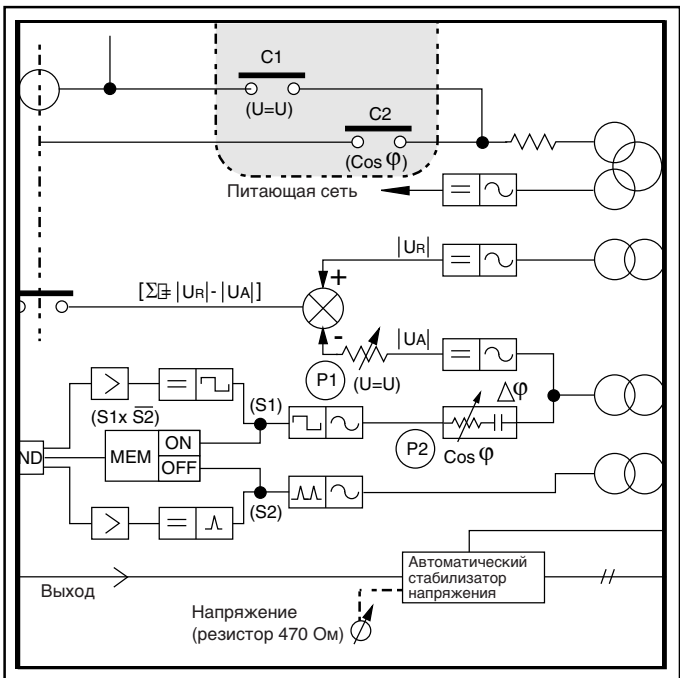 C1
(U=U)
C2
(Cos φ)
Питающая сеть
= ∿
|UR| = ∿
+
[Σ= |UR|- |UA|]
-
|UA| = ∿
P1
(U=U)
Δφ
> =
(S1x S̅2̅)
(S1)
P2
Cos φ
ND
MEM
ON
OFF
(S2)
> =
Автоматический
стабилизатор
напряжения
//
Выход
Напряжение
(резистор 470 Ом)